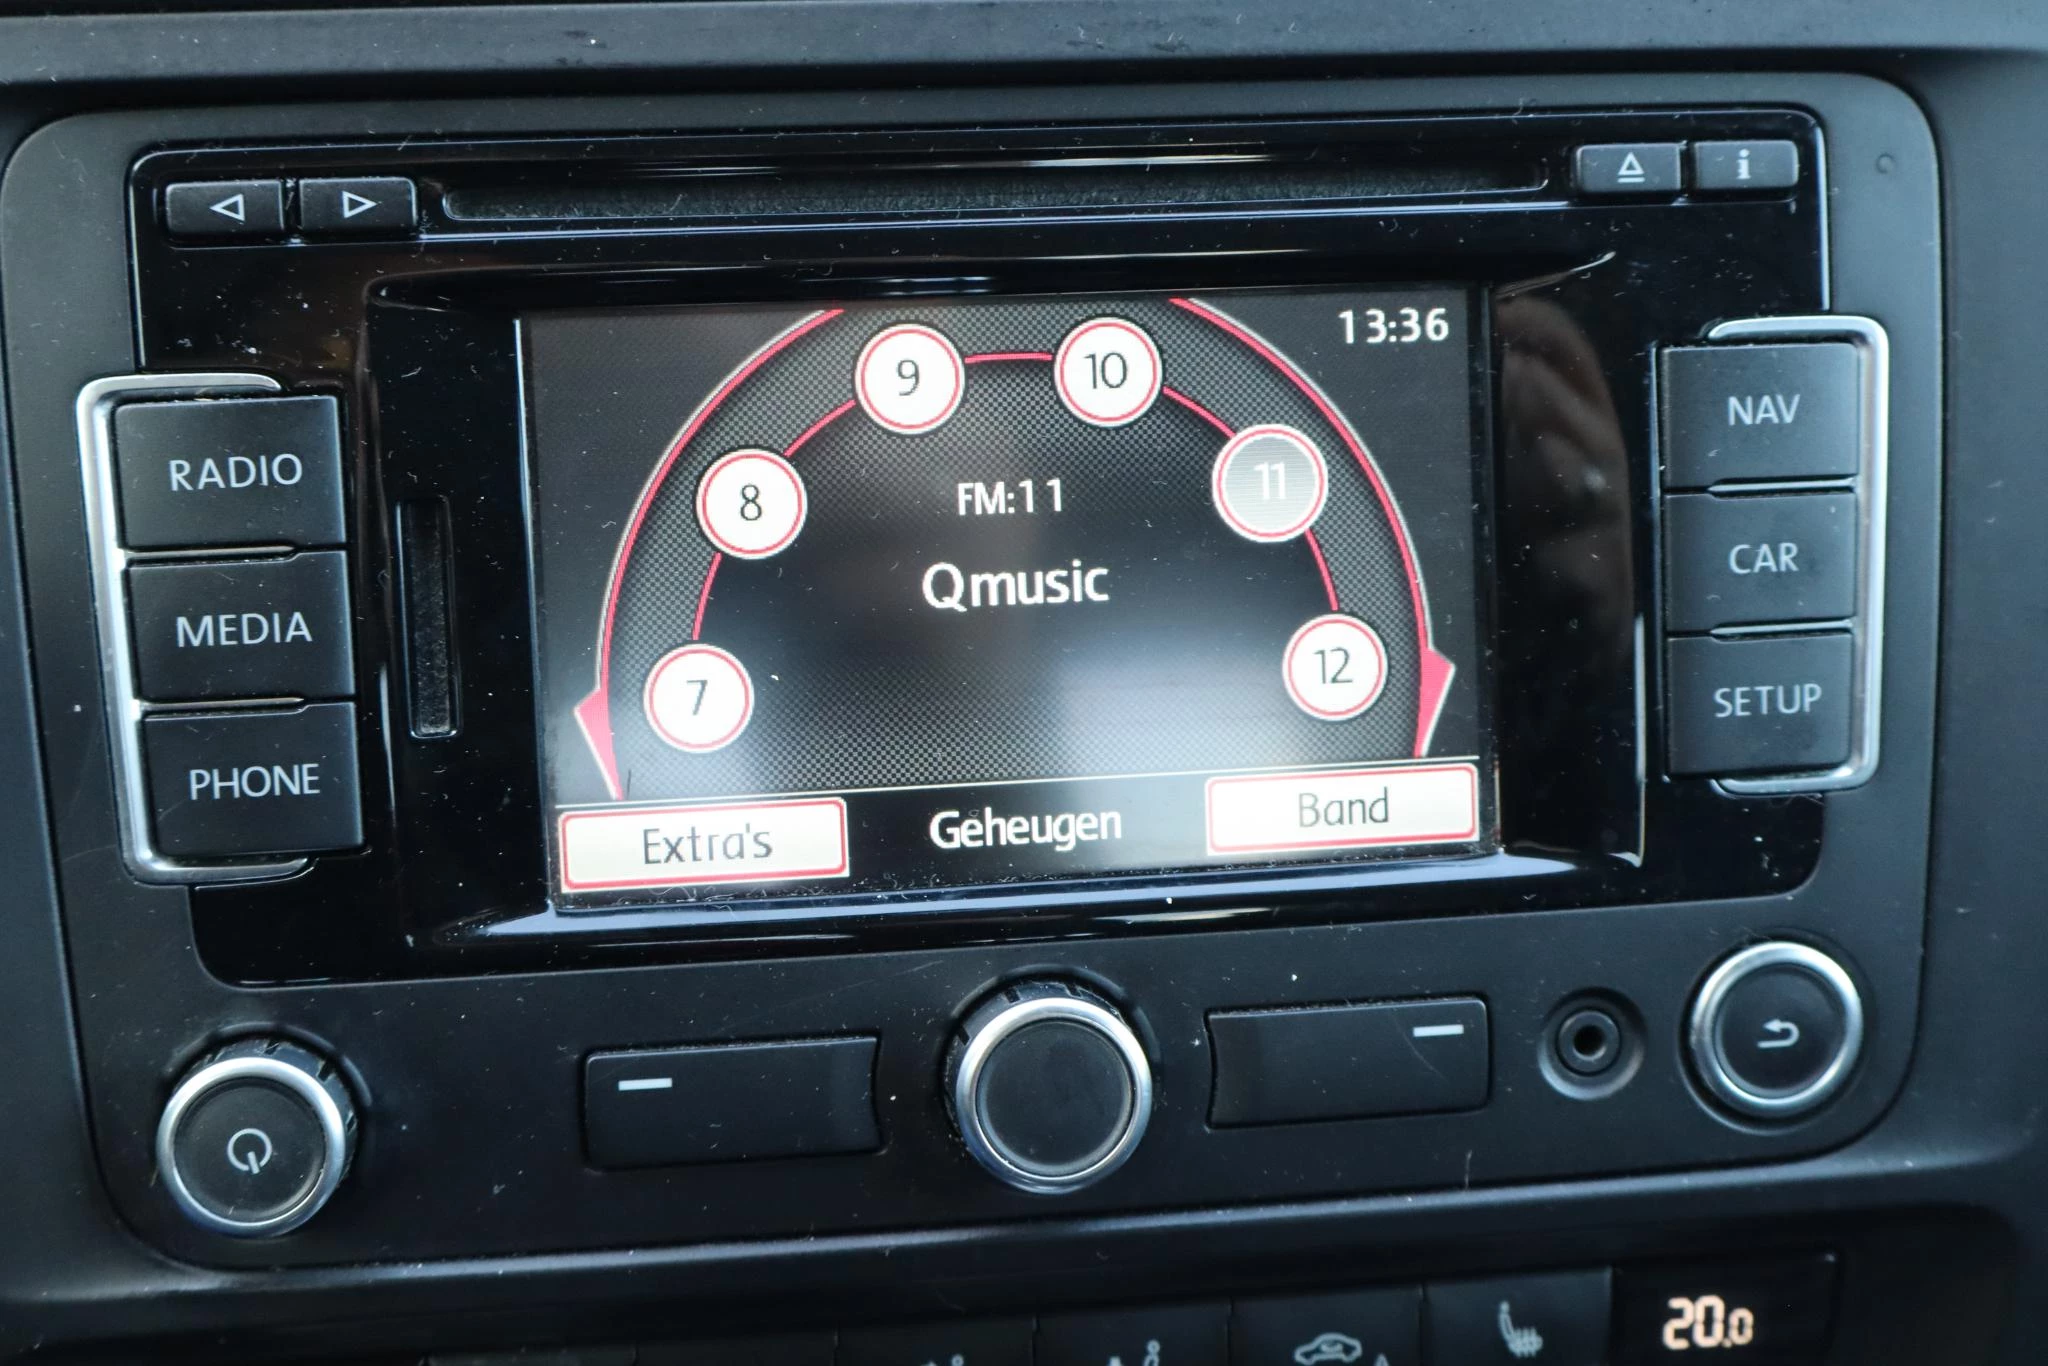 13:36
9
10
8
11
FM:11
Qmusic
7
12
Extra's
Geheugen
Band
RADIO
MEDIA
PHONE
i
NAV
CAR
SETUP
20.0